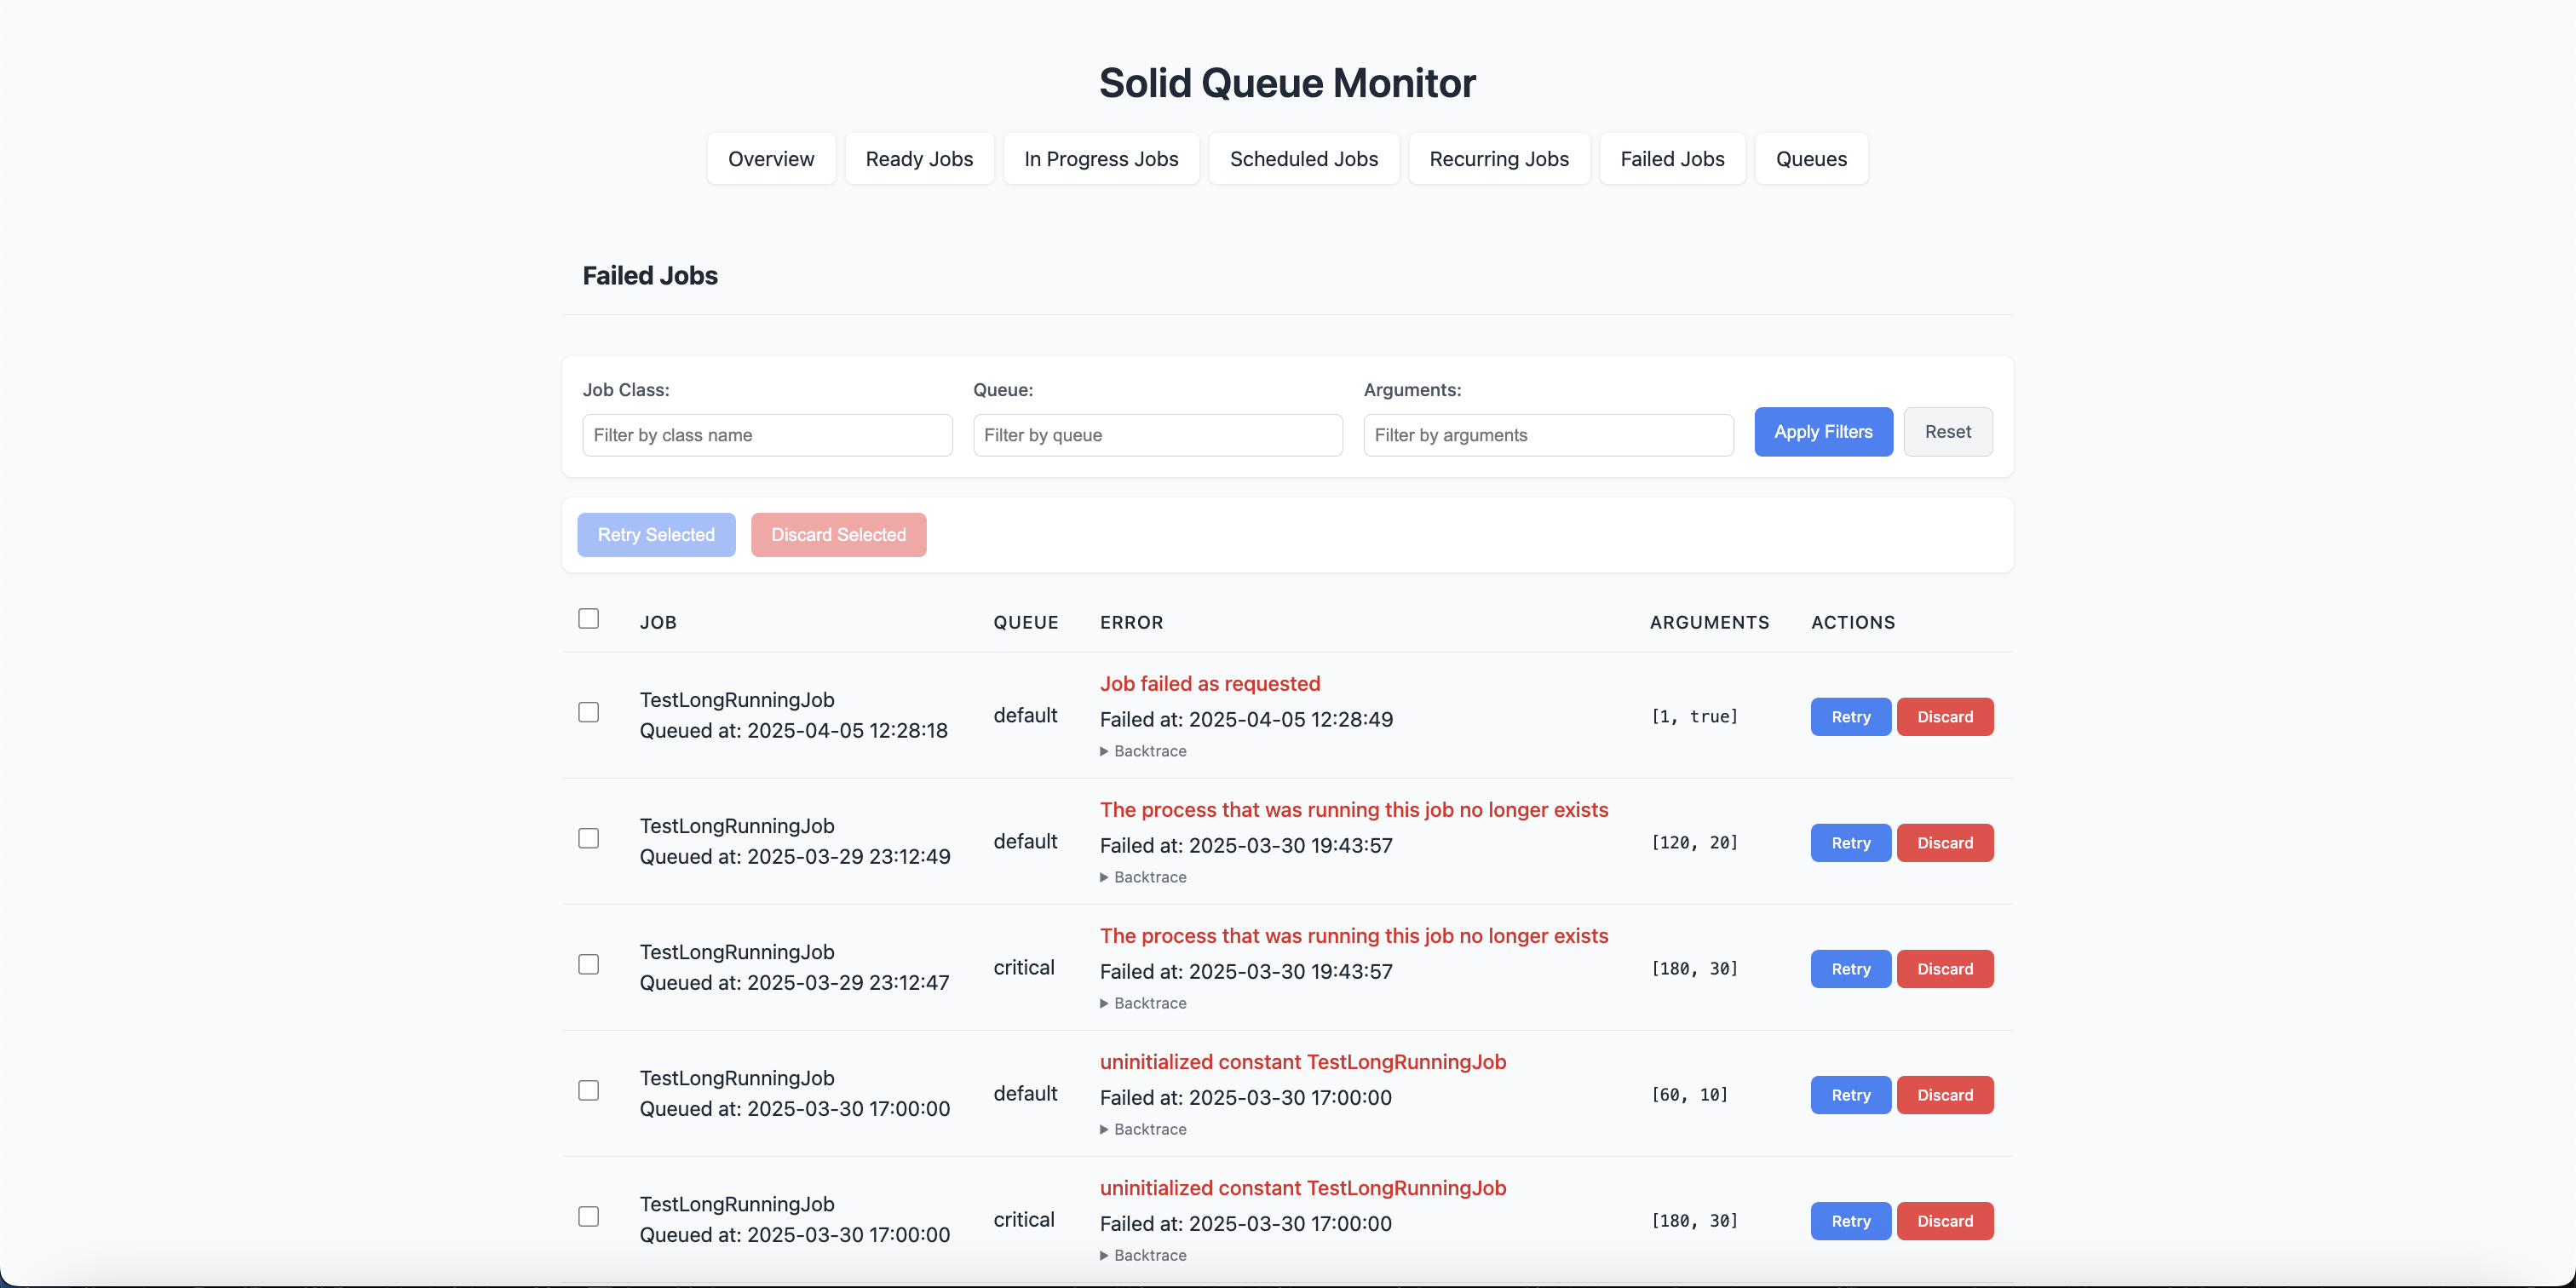 Solid Queue Monitor
Overview Ready Jobs In Progress Jobs Scheduled Jobs Recurring Jobs Failed Jobs Queues
Failed Jobs
Job Class: Queue: Arguments:
Filter by class name Filter by queue Filter by arguments Apply Filters Reset
Retry Selected Discard Selected
JOB QUEUE ERROR ARGUMENTS ACTIONS
Job failed as requested
TestLongRunningJob
default [1, true] Retry Discard
Failed at: 2025-04-05 12:28:49
Queued at: 2025-04-05 12:28:18
Backtrace
The process that was running this job no longer exists
TestLongRunningJob
default [120, 20] Retry Discard
Failed at: 2025-03-30 19:43:57
Queued at: 2025-03-29 23:12:49
Backtrace
The process that was running this job no longer exists
TestLongRunningJob
critical [180, 30] Retry Discard
Failed at: 2025-03-30 19:43:57
Queued at: 2025-03-29 23:12:47
Backtrace
uninitialized constant TestLongRunningJob
TestLongRunningJob
default [60, 10] Retry Discard
Failed at: 2025-03-30 17:00:00
Queued at: 2025-03-30 17:00:00
Backtrace
uninitialized constant TestLongRunningJob
TestLongRunningJob
critical [180, 30] Retry Discard
Failed at: 2025-03-30 17:00:00
Queued at: 2025-03-30 17:00:00
Backtrace